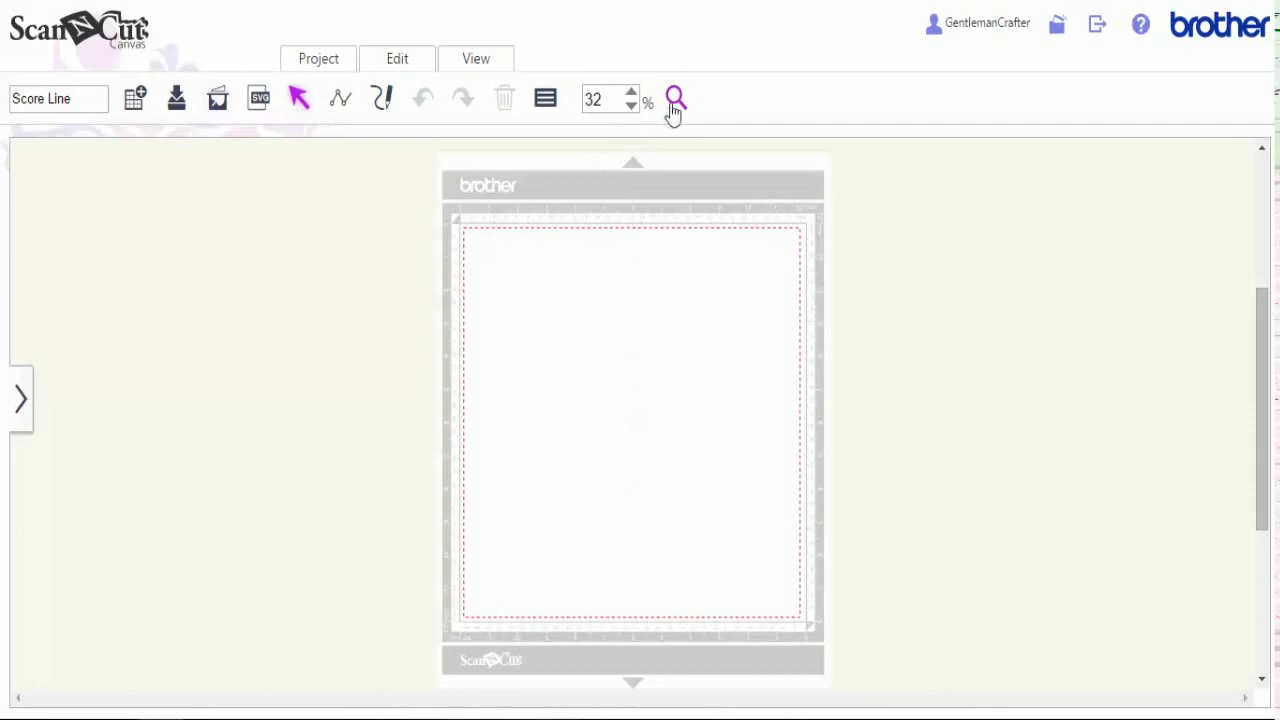 ScanNCut
Canvas
GentlemanCrafter
brother
Project
Edit
View
Score Line
SVG
32
%
brother
ScanNCut